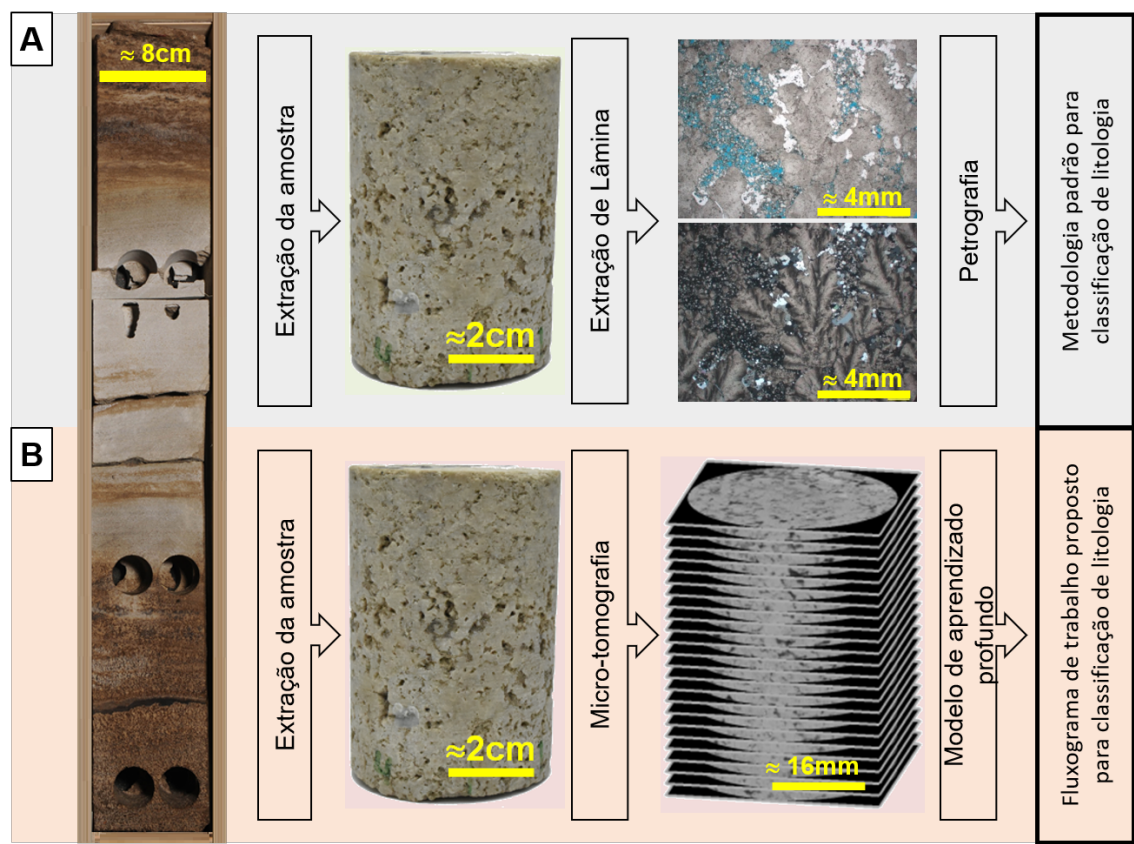 A
≈ 8cm
Extração da amostra
≈2cm
Extração de Lâmina
≈ 4mm
≈ 4mm
Petrografia
Metodologia padrão para
classificação de litologia
B
Extração da amostra
≈2cm
Micro-tomografia
≈ 16mm
Modelo de aprendizado
profundo
Fluxograma de trabalho proposto
para classificação de litologia